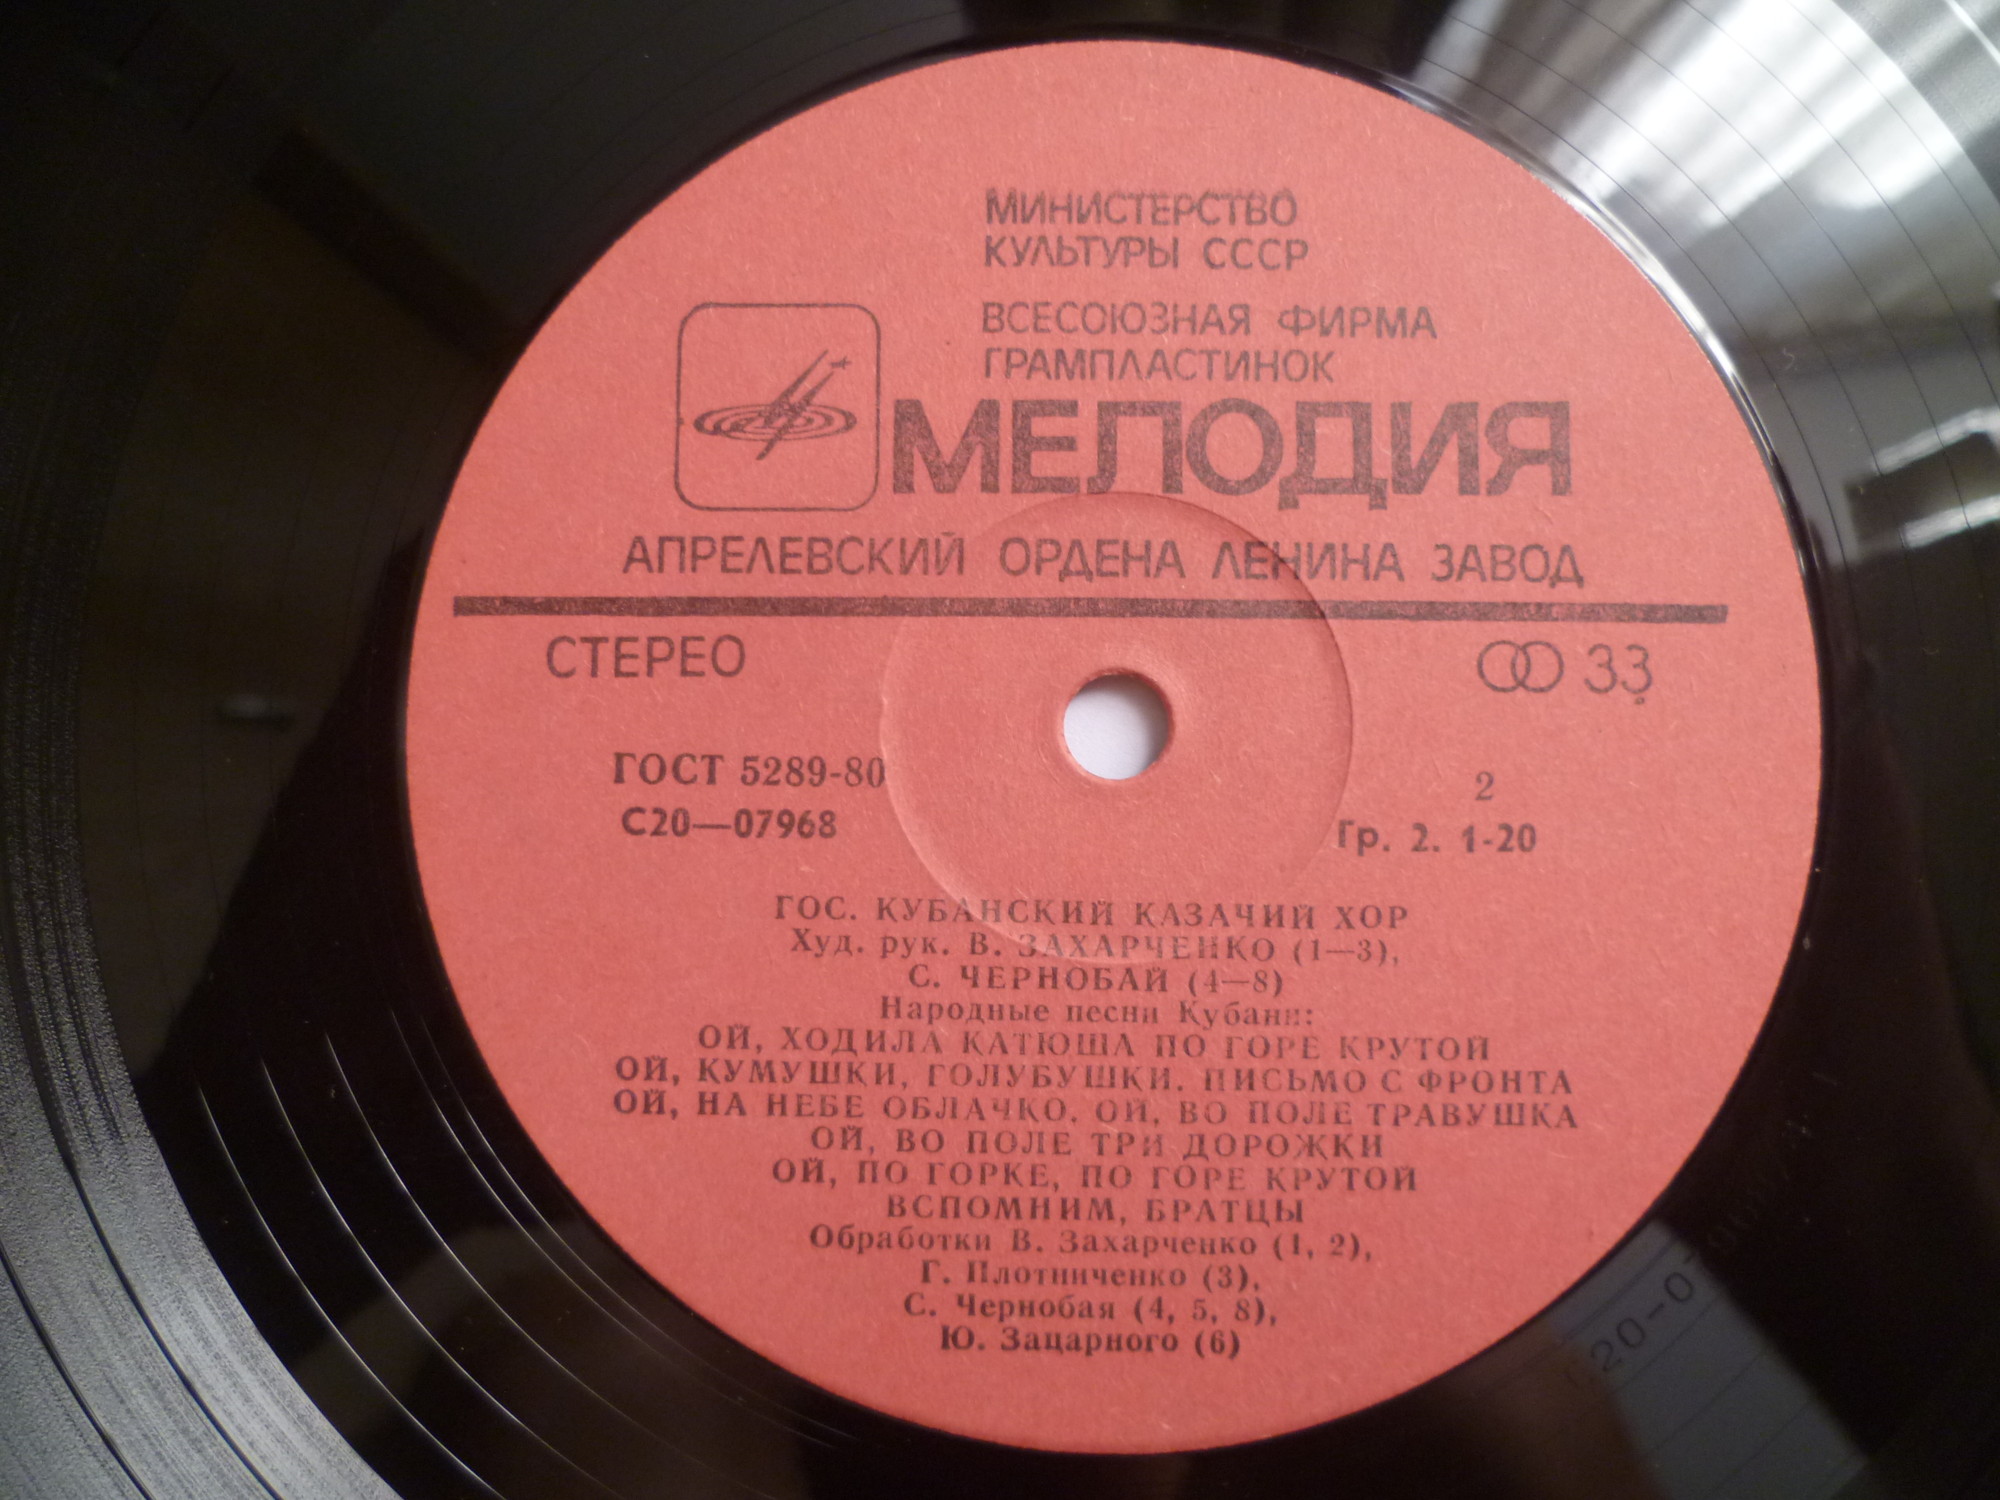 МИНИСТЕРСТВО
КУЛЬТУРЫ СССР
ВСЕСОЮЗНАЯ ФИРМА
ГРАМПЛАСТИНОК
МЕЛОДИЯ
АПРЕЛЕВСКИЙ ОРДЕНА ЛЕНИНА ЗАВОД
СТЕРЕО
33
ГОСТ 5289-80
С20—07968
2
Гр. 2. 1-20
ГОС. КУБАНСКИЙ КАЗАЧИЙ ХОР
Худ. рук. В. ЗАХАРЧЕНКО (1—3),
С. ЧЕРНОБАЙ (4—8)
Народные песни Кубани:
ОЙ, ХОДИЛА КАТЮША ПО ГОРЕ КРУТОЙ
ОЙ, КУМУШКИ, ГОЛУБУШКИ. ПИСЬМО С ФРОНТА
ОЙ, НА НЕБЕ ОБЛАЧКО. ОЙ, ВО ПОЛЕ ТРАВУШКА
ОЙ, ВО ПОЛЕ ТРИ ДОРОЖКИ
ОЙ, ПО ГОРКЕ, ПО ГОРЕ КРУТОЙ
ВСПОМНИМ, БРАТЦЫ
Обработки В. Захарченко (1, 2),
Г. Плотниченко (3),
С. Чернобая (4, 5, 8),
Ю. Зацарного (6)